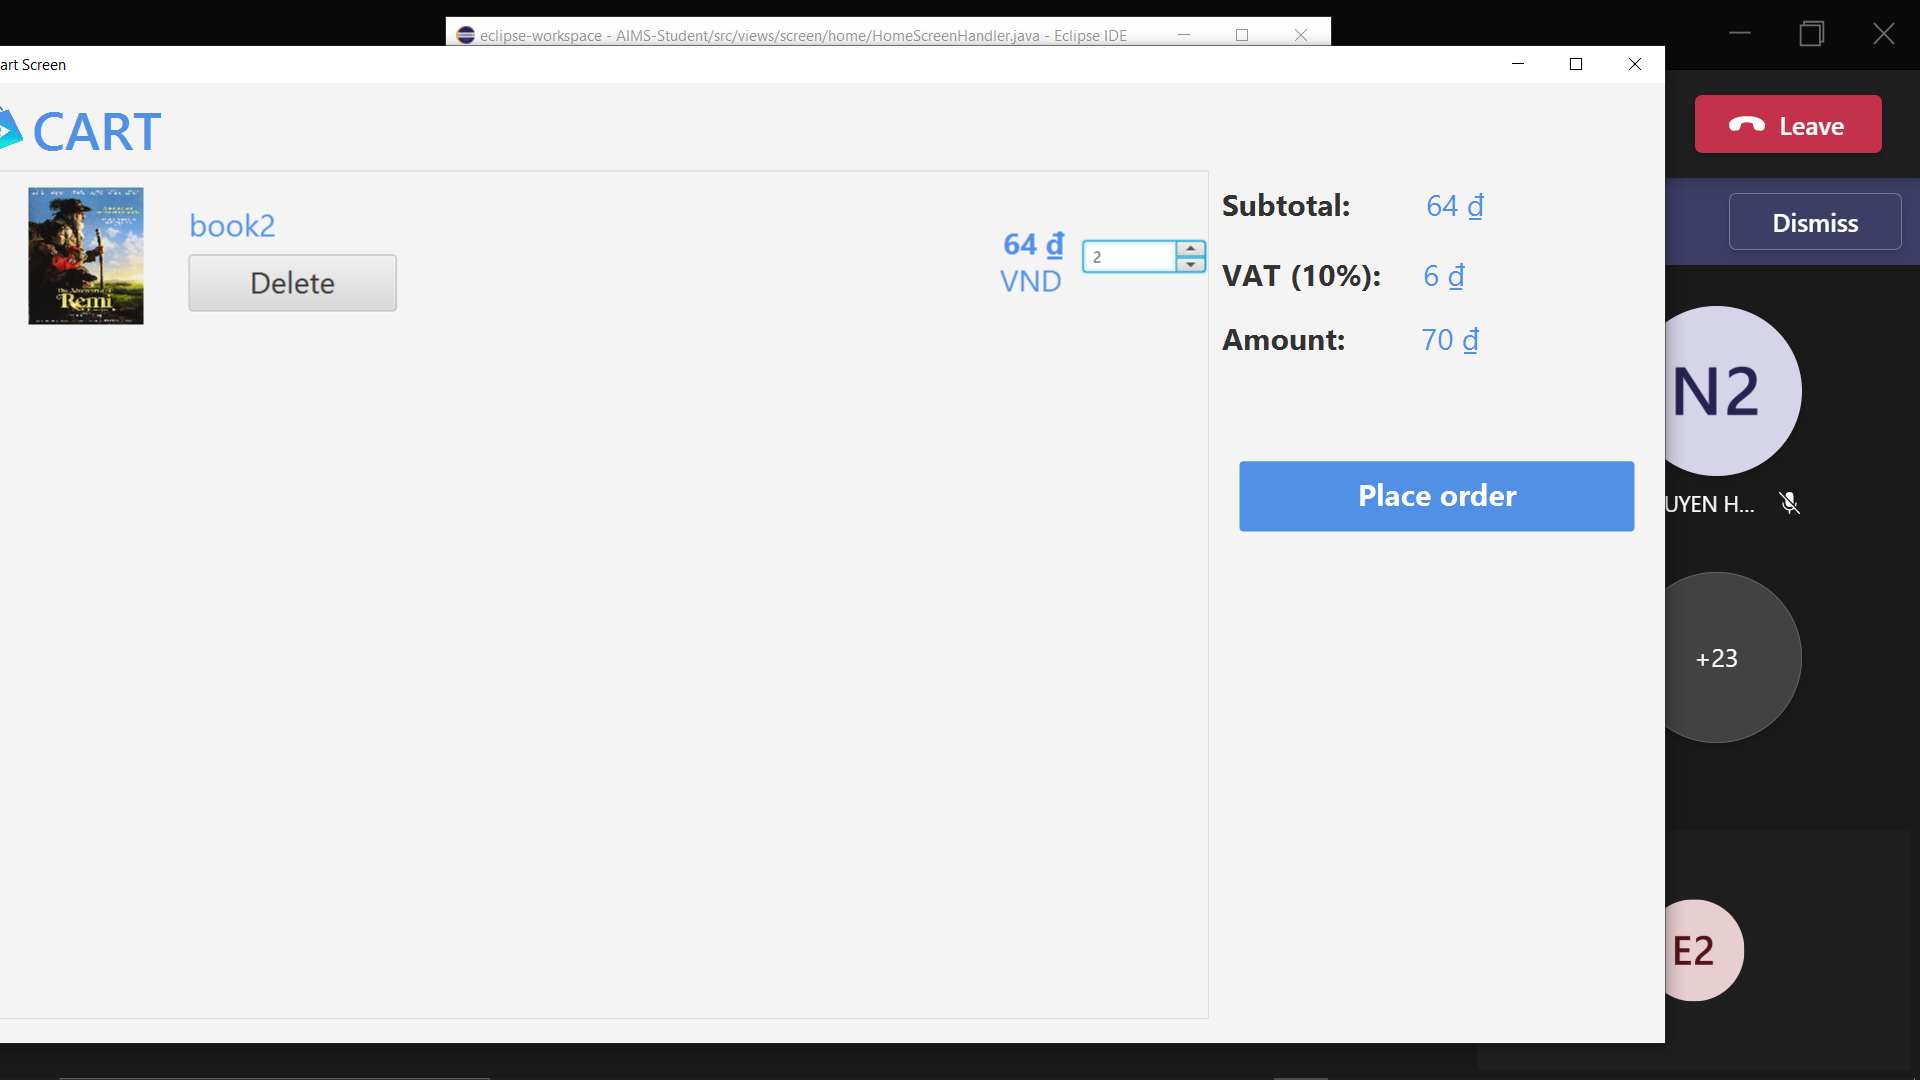 eclipse-workspace - AIMS-Student/src/views/screen/home/HomeScreenHandler.java - Eclipse IDE
art Screen
CART
Leave
Dismiss
book2
Delete
Remi
64 ₫
VND
2
Subtotal: 64 ₫
VAT (10%): 6 ₫
Amount: 70 ₫
Place order
N2
UYEN H...
+23
E2